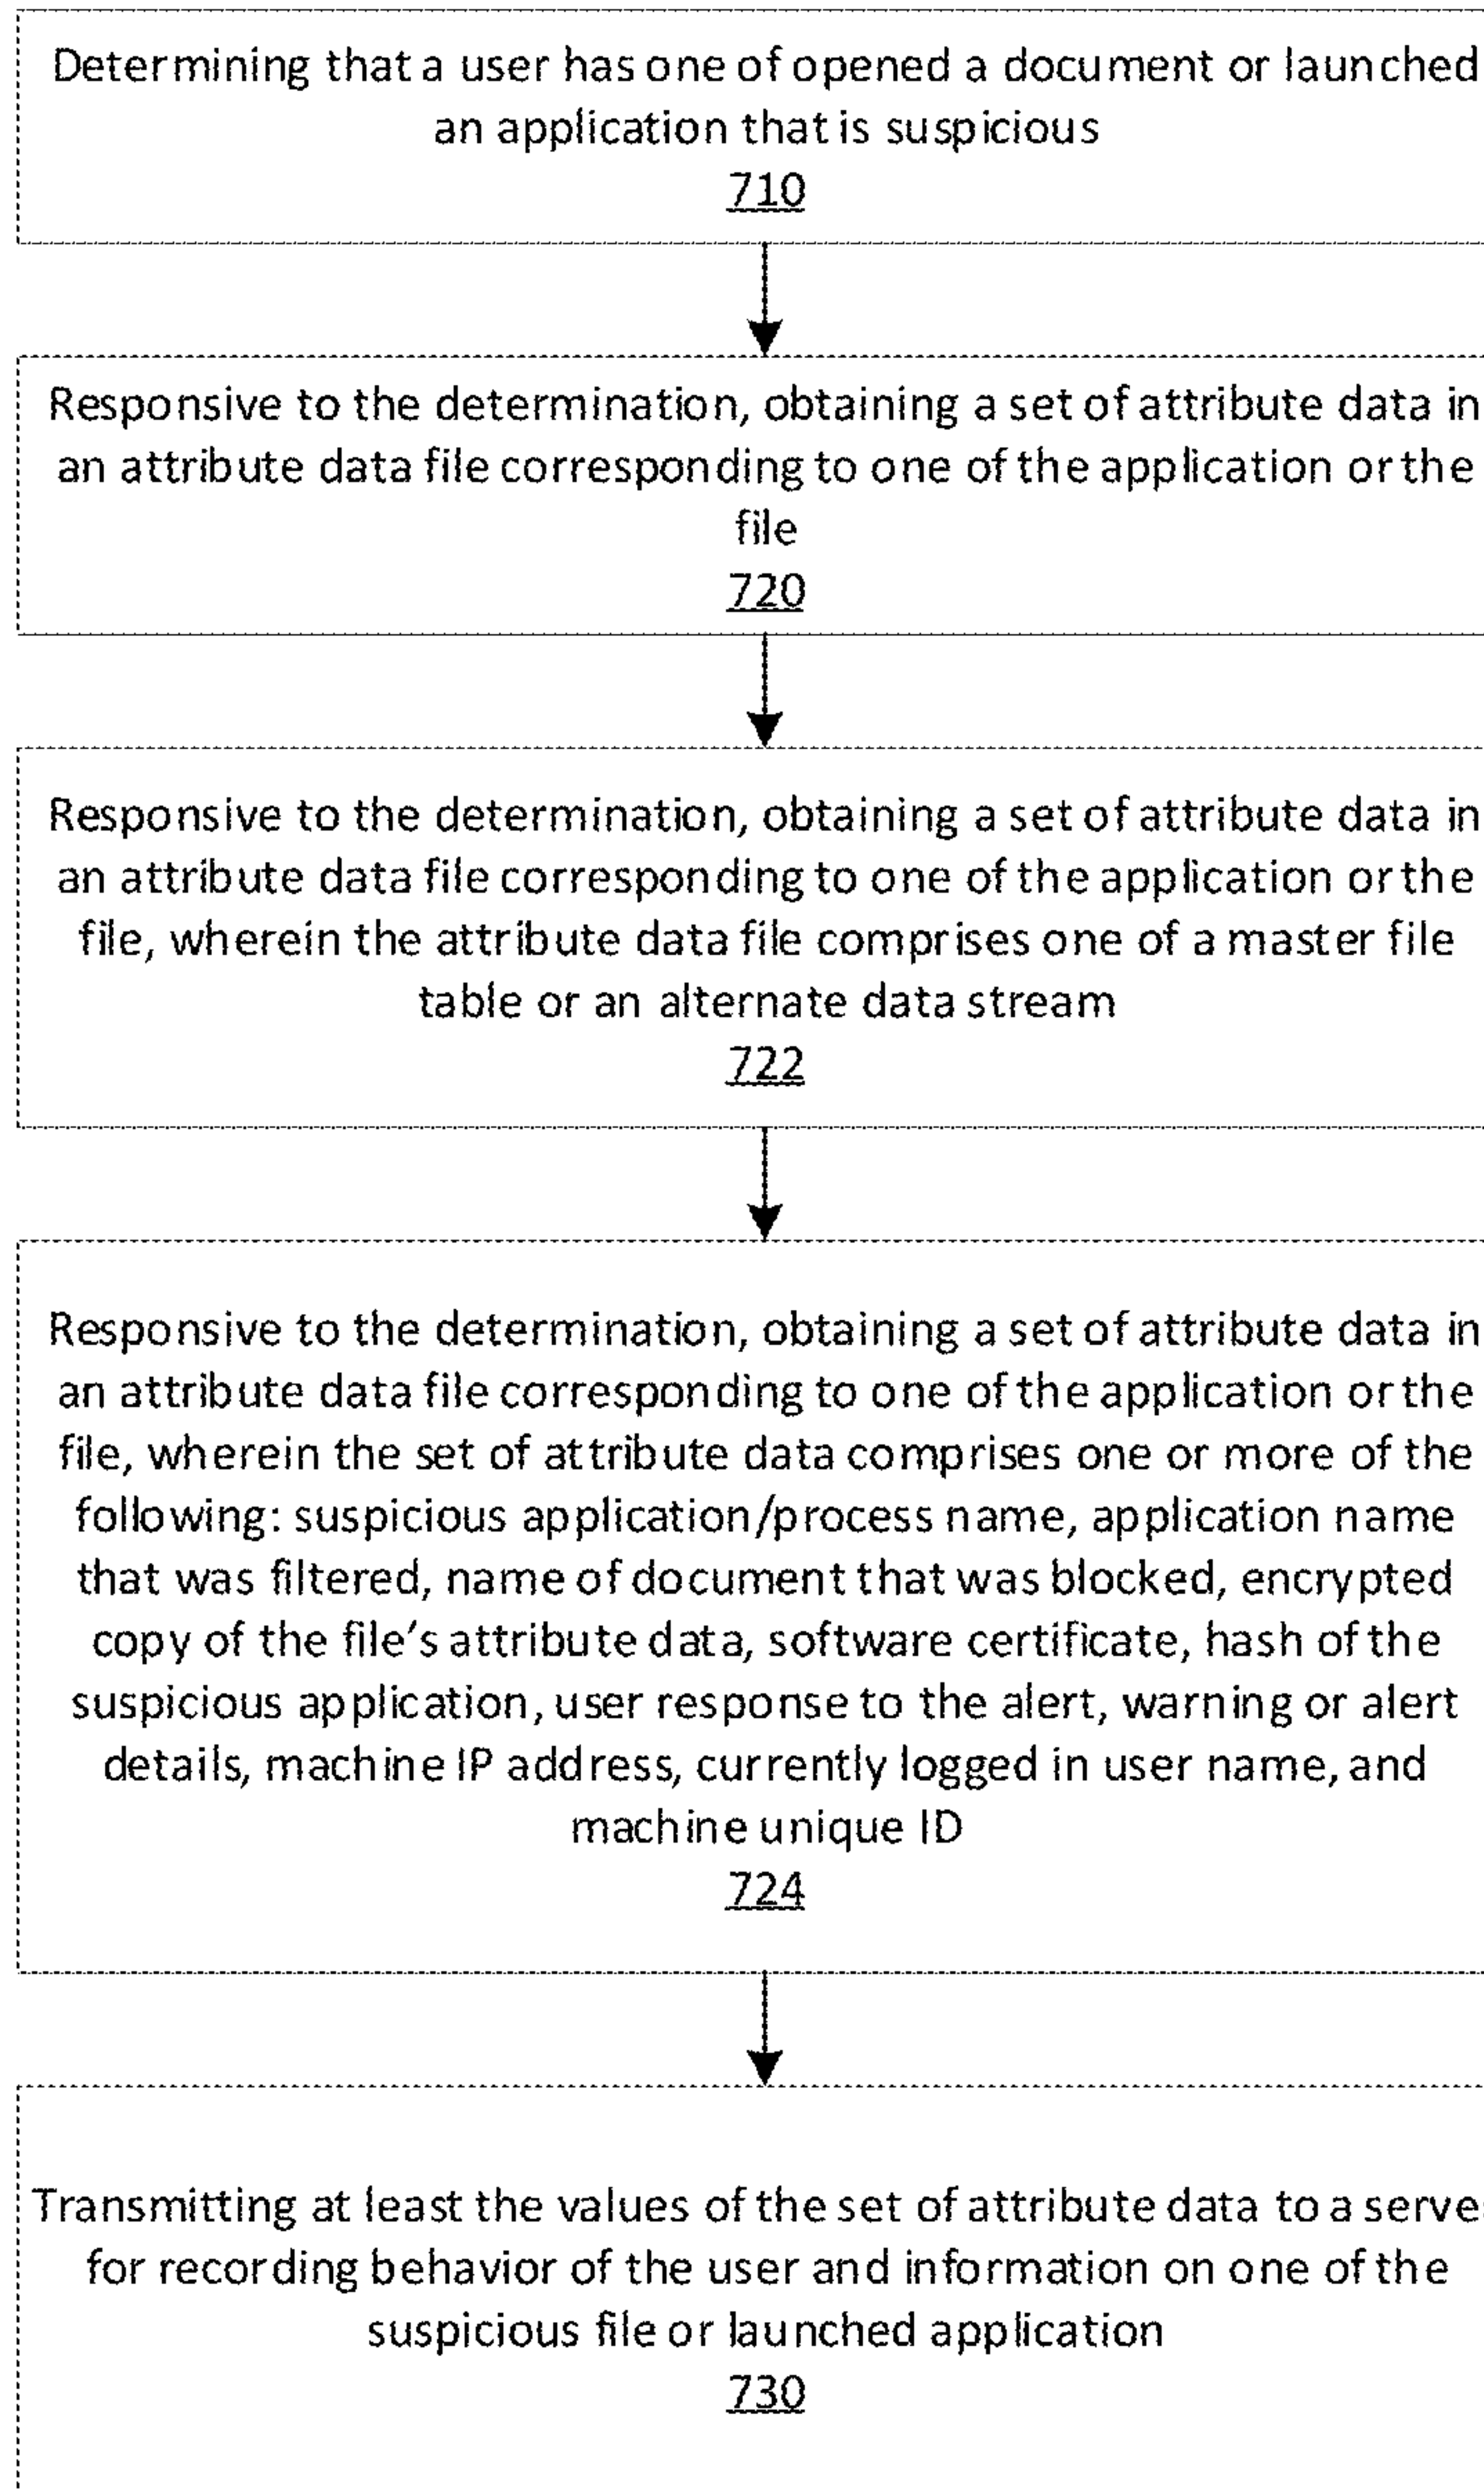 Determining that a user has one of opened a document or launched
an application that is suspicious
710
Responsive to the determination, obtaining a set of attribute data in
an attribute data file corresponding to one of the application or the
file
720
Responsive to the determination, obtaining a set of attribute data in
an attribute data file corresponding to one of the application or the
file, wherein the attribute data file comprises one of a master file
table or an alternate data stream
722
Responsive to the determination, obtaining a set of attribute data in
an attribute data file corresponding to one of the application or the
file, wherein the set of attribute data comprises one or more of the
following: suspicious application/process name, application name
that was filtered, name of document that was blocked, encrypted
copy of the file's attribute data, software certificate, hash of the
suspicious application, user response to the alert, warning or alert
details, machine IP address, currently logged in user name, and
machine unique ID
724
Transmitting at least the values of the set of attribute data to a server
for recording behavior of the user and information on one of the
suspicious file or launched application
730